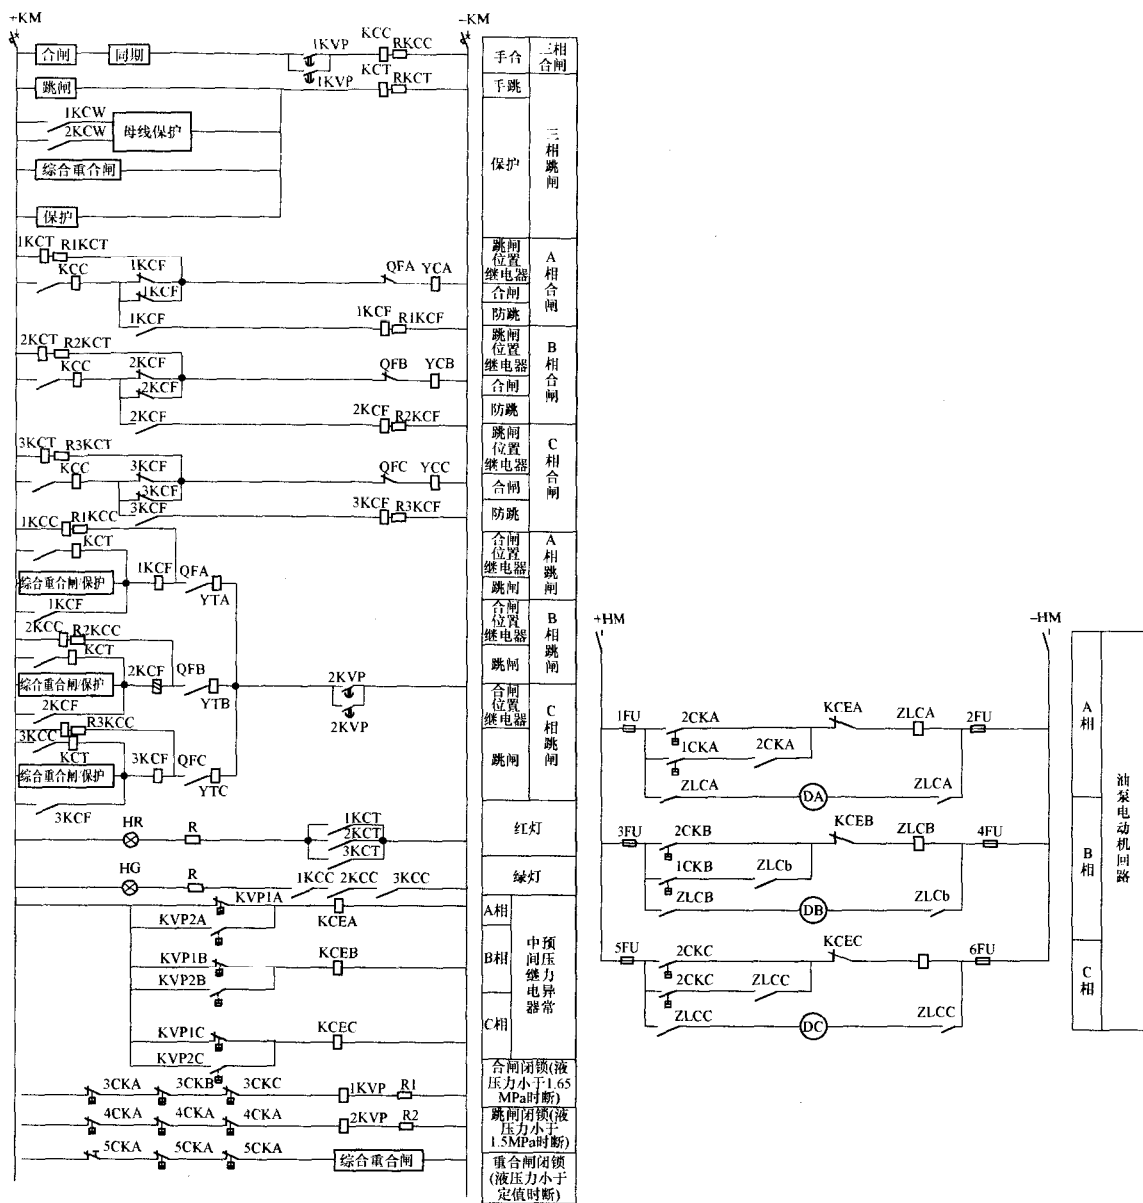 +KM
-KM
合闸
同期
1KVP
KCC
RKCC
1KVP
手合
三相合闸
跳闸
KCT
RKCT
手跳
三相跳闸
1KCW
2KCW
母线保护
保护
综合重合闸
保护
1KCT
R1KCT
跳闸
位置
继电器
A相合闸
KCC
1KCF
1KCF
QFA
YCA
合闸
1KCF
1KCF
R1KCF
防跳
2KCT
R2KCT
跳闸
位置
继电器
B相合闸
KCC
2KCF
2KCF
QFB
YCB
合闸
2KCF
2KCF
R2KCF
防跳
3KCT
R3KCT
跳闸
位置
继电器
C相合闸
KCC
3KCF
3KCF
QFC
YCC
合闸
3KCF
3KCF
R3KCF
防跳
1KCC
R1KCC
合闸
位置
继电器
A相跳闸
KCT
综合重合闸/保护
1KCF
QFA
YTA
跳闸
1KCF
2KCC
R2KCC
合闸
位置
继电器
B相跳闸
KCT
综合重合闸/保护
2KCF
QFB
YTB
2KVP
2KVP
跳闸
2KCF
R3KCC
3KCC
合闸
位置
继电器
C相跳闸
KCT
综合重合闸/保护
3KCF
QFC
YTC
跳闸
3KCF
HR
R
1KCT
2KCT
3KCT
红灯
HG
R
1KCC
2KCC
3KCC
绿灯
KVP1A
KVP2A
KCEA
A相
KVP1B
KVP2B
KCEB
B相
KVP1C
KVP2C
KCEC
C相
预压力异常
中间继电器
3CKA
3CKB
3CKC
1KVP
R1
合闸闭锁(液
压力小于1.65
MPa时断)
4CKA
4CKA
4CKA
2KVP
R2
跳闸闭锁(液
压力小于
1.5MPa时断)
5CKA
5CKA
5CKA
综合重合闸
重合闸闭锁
(液压力小于
定值时断)
+HM
-HM
1FU
2CKA
KCEA
ZLCA
2FU
1CKA
2CKA
ZLCA
DA
ZLCA
A相
3FU
2CKB
KCEB
ZLCB
4FU
1CKB
ZLCb
ZLCB
DB
ZLCb
B相
5FU
2CKC
KCEC
6FU
2CKC
ZLCC
ZLCC
DC
ZLCC
C相
油泵电动机回路